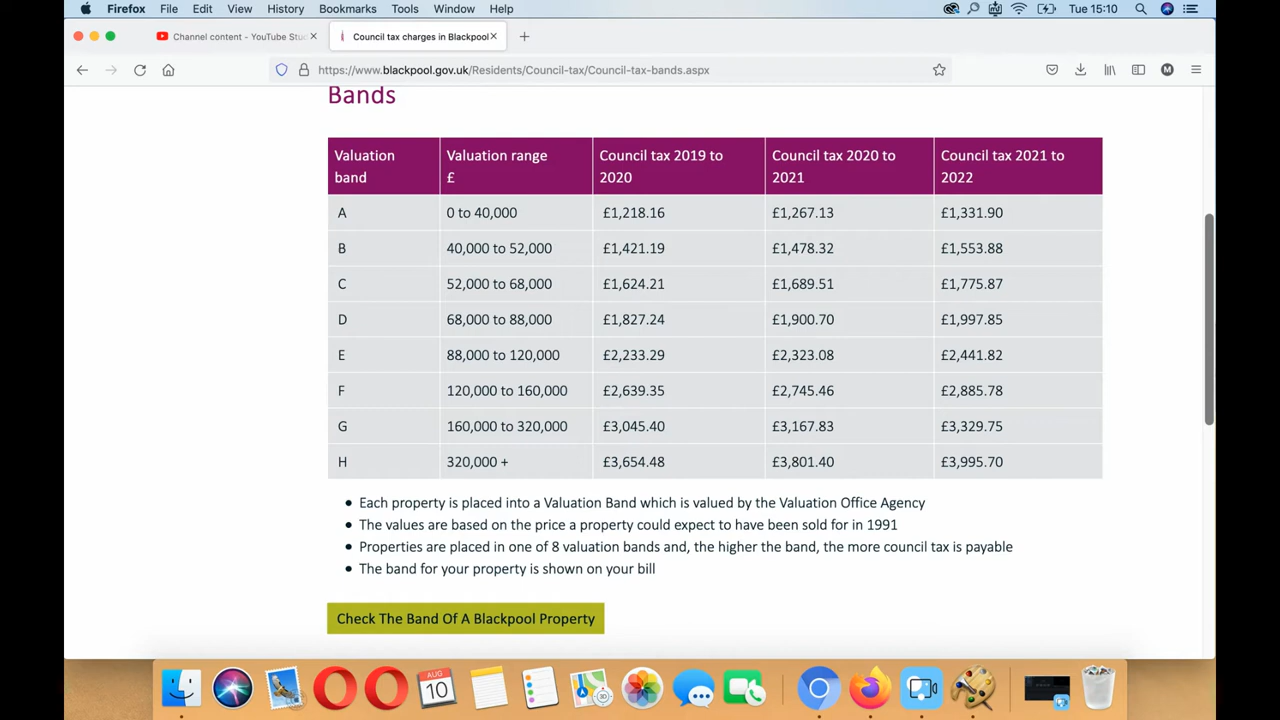 Firefox File Edit View History Bookmarks Tools Window Help Tue 15:10
Channel content - YouTube Stu Council tax charges in Blackpool
https://www.blackpool.gov.uk/Residents/Council-tax/Council-tax-bands.aspx M
Bands
Valuation band Valuation range £ Council tax 2019 to 2020 Council tax 2020 to 2021 Council tax 2021 to 2022
A 0 to 40,000 £1,218.16 £1,267.13 £1,331.90
B 40,000 to 52,000 £1,421.19 £1,478.32 £1,553.88
C 52,000 to 68,000 £1,624.21 £1,689.51 £1,775.87
D 68,000 to 88,000 £1,827.24 £1,900.70 £1,997.85
E 88,000 to 120,000 £2,233.29 £2,323.08 £2,441.82
F 120,000 to 160,000 £2,639.35 £2,745.46 £2,885.78
G 160,000 to 320,000 £3,045.40 £3,167.83 £3,329.75
H 320,000 + £3,654.48 £3,801.40 £3,995.70
• Each property is placed into a Valuation Band which is valued by the Valuation Office Agency
• The values are based on the price a property could expect to have been sold for in 1991
• Properties are placed in one of 8 valuation bands and, the higher the band, the more council tax is payable
• The band for your property is shown on your bill
Check The Band Of A Blackpool Property
AUG
10